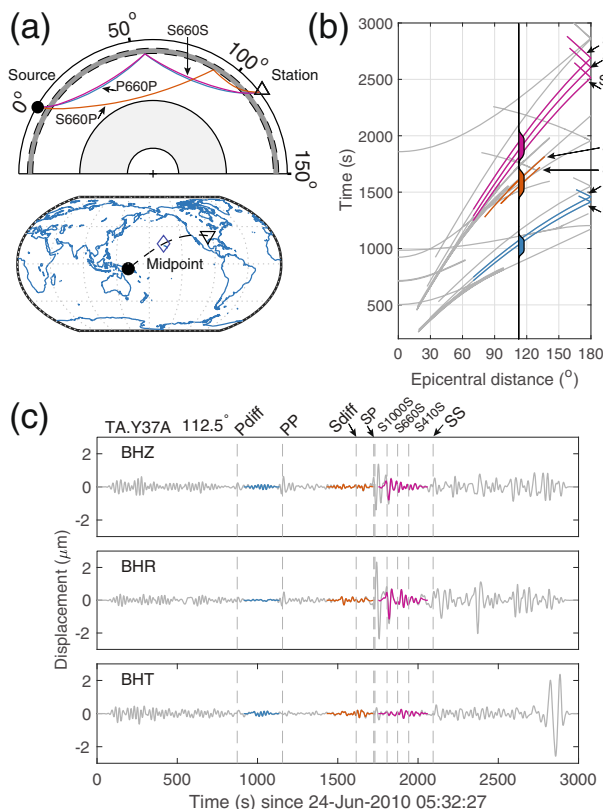 (a)
50°
S660S
100°
Source
Station
0°
P660P
S660P
150°
Midpoint
(b)
3000
2500
2000
1500
1000
500
Time (s)
0
30
60
90
120
150
180
Epicentral distance (°)
(c)
TA.Y37A 112.5°
Pdiff
PP
Sdiff
SP
S1000S
S660S
S410S
SS
BHZ
2
0
-2
BHR
2
0
-2
BHT
2
0
-2
Displacement (μm)
0
500
1000
1500
2000
2500
3000
Time (s) since 24-Jun-2010 05:32:27